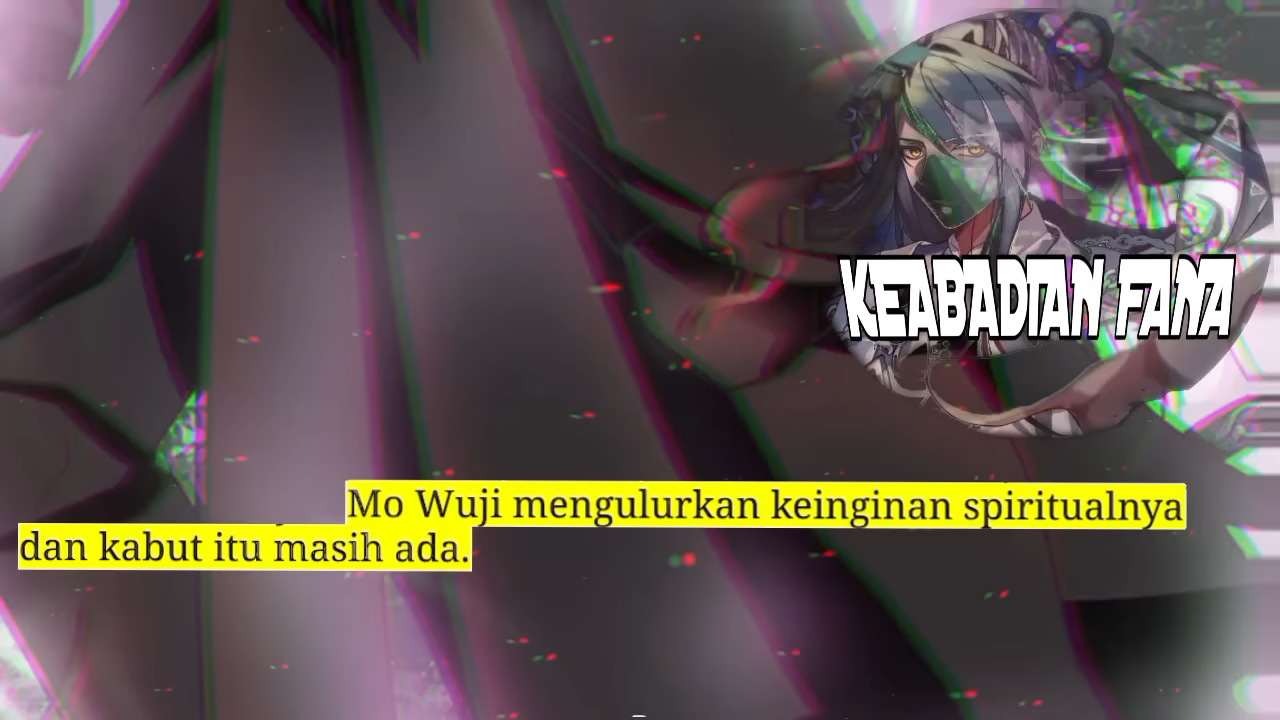 KEABADIAN FANA
Mo Wuji mengulurkan keinginan spiritualnya
dan kabut itu masih ada.